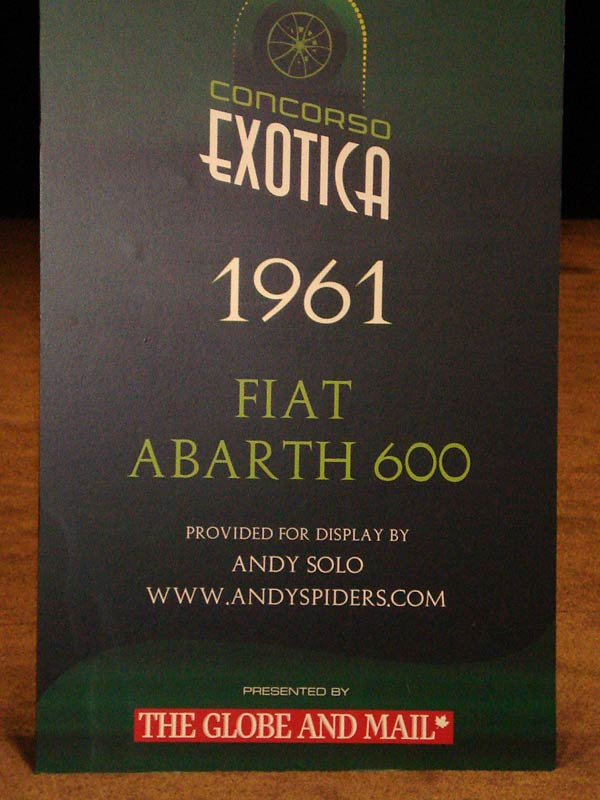 CONCORSO
EXOTICA
1961
FIAT
ABARTH 600
PROVIDED FOR DISPLAY BY
ANDY SOLO
WWW.ANDYSPIDERS.COM
PRESENTED BY
THE GLOBE AND MAIL